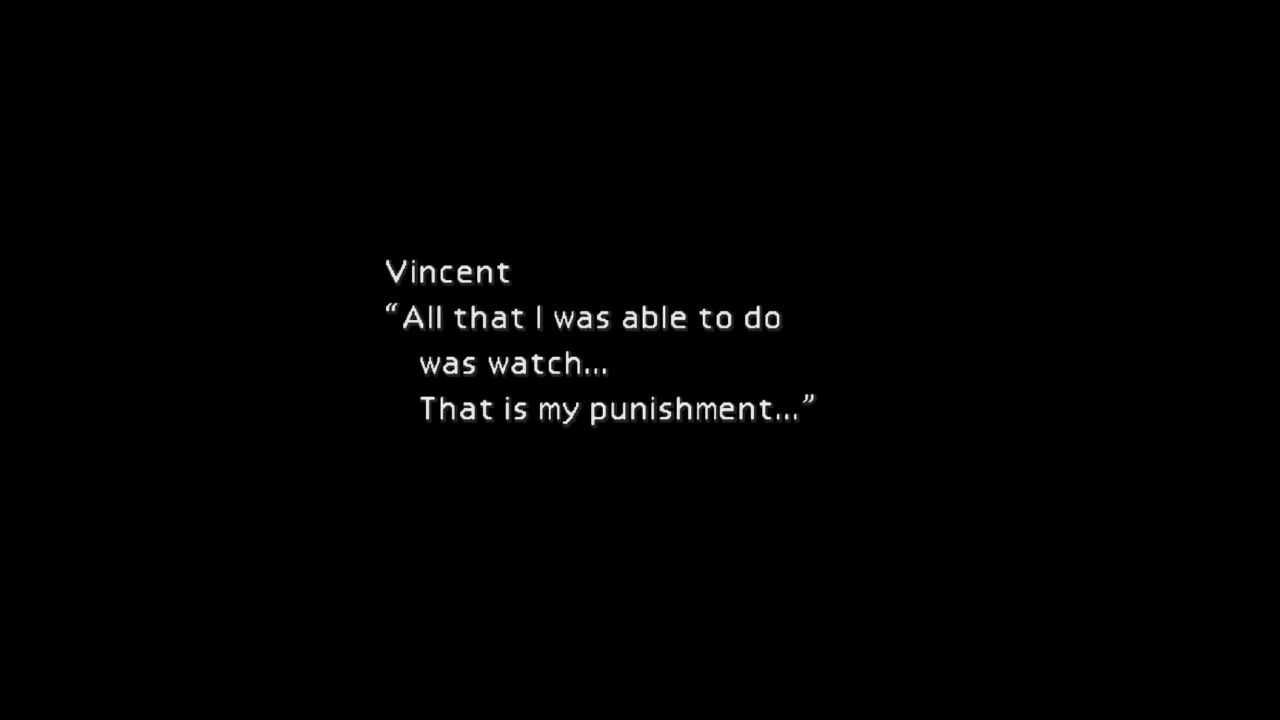 Vincent
“All that I was able to do
was watch...
That is my punishment...”